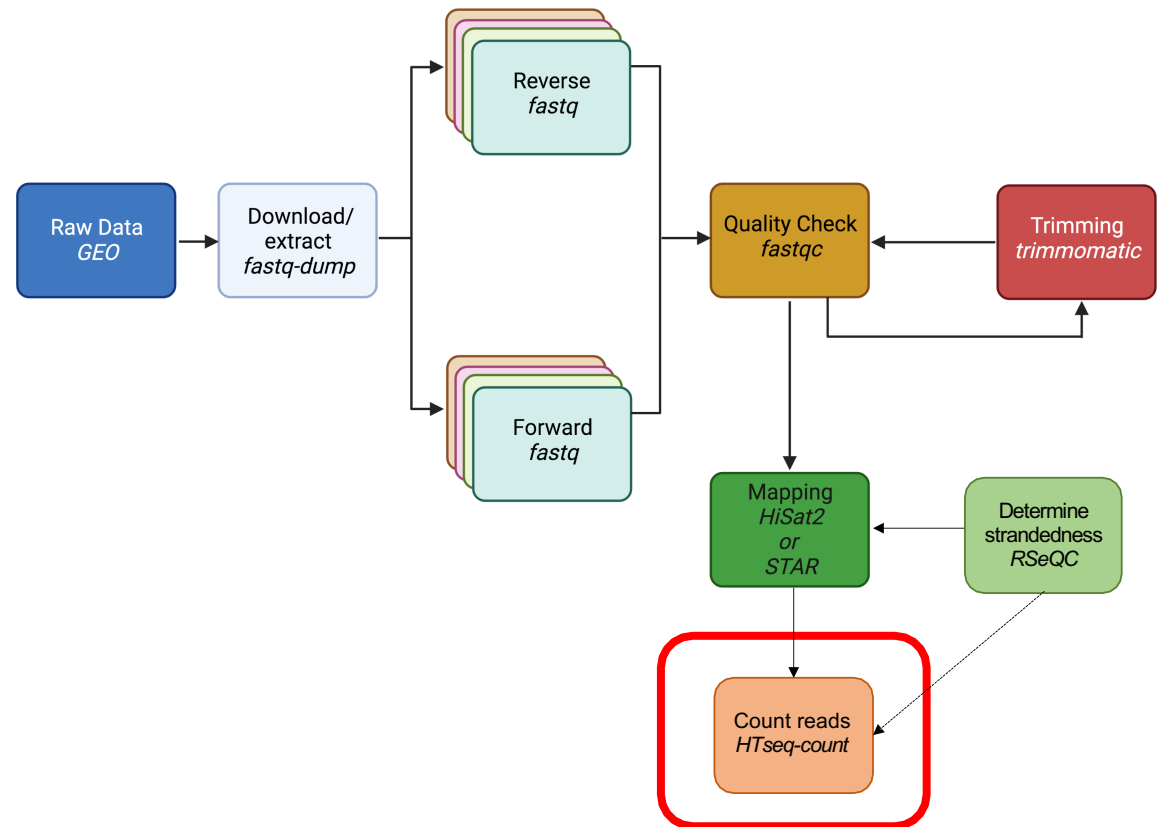 Reverse
fastq
Raw Data
GEO
Download/
extract
fastq-dump
Quality Check
fastqc
Trimming
trimmomatic
Forward
fastq
Mapping
HiSat2
or
STAR
Determine
strandedness
RSeQC
Count reads
HTseq-count